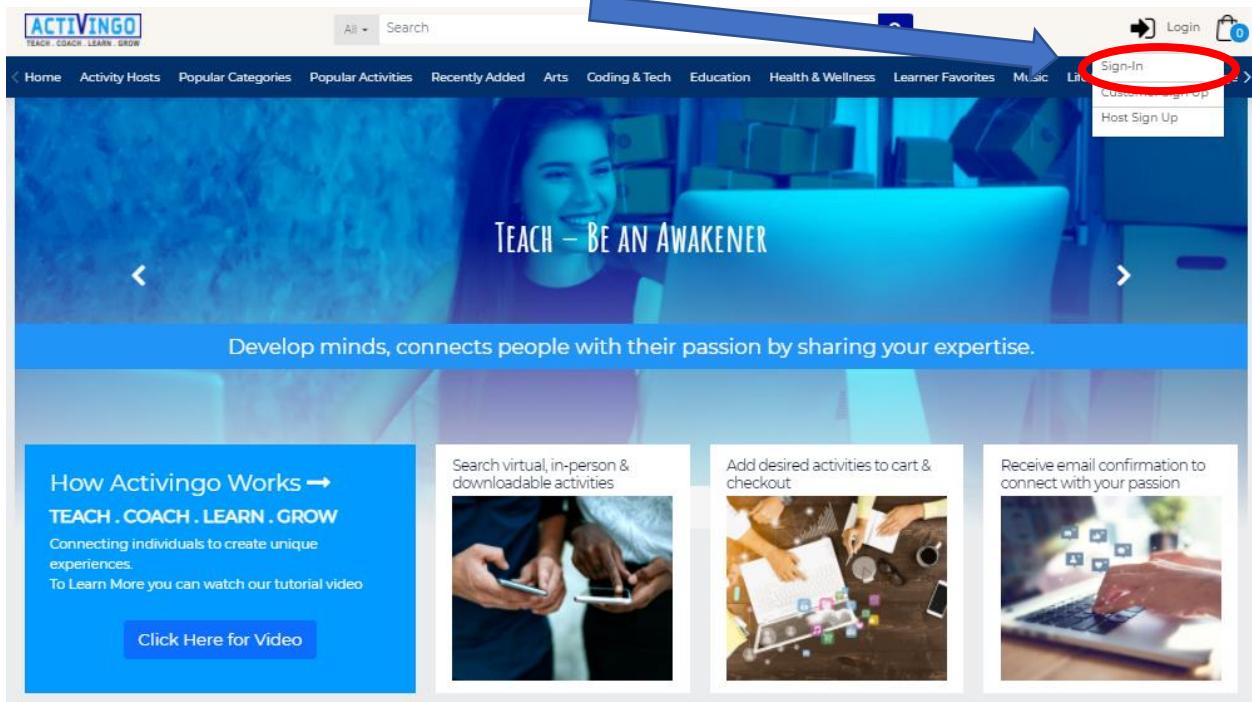 ACTIVINGO
TEACH . COACH . LEARN . GROW
All
Search
Login
0
Sign-In
Customer Sign Up
Host Sign Up
Home Activity Hosts Popular Categories Popular Activities Recently Added Arts Coding & Tech Education Health & Wellness Learner Favorites Music
TEACH – BE AN AWAKENER
Develop minds, connects people with their passion by sharing your expertise.
How Activingo Works
TEACH . COACH . LEARN . GROW
Connecting individuals to create unique
experiences.
To Learn More you can watch our tutorial video
Click Here for Video
Search virtual, in-person &
downloadable activities
Add desired activities to cart &
checkout
Receive email confirmation to
connect with your passion